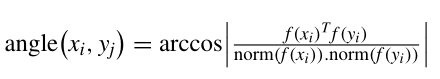 angle(x_i, y_j) = arccos| f(x_i)^T f(y_i) / norm(f(x_i)).norm(f(y_i)) |